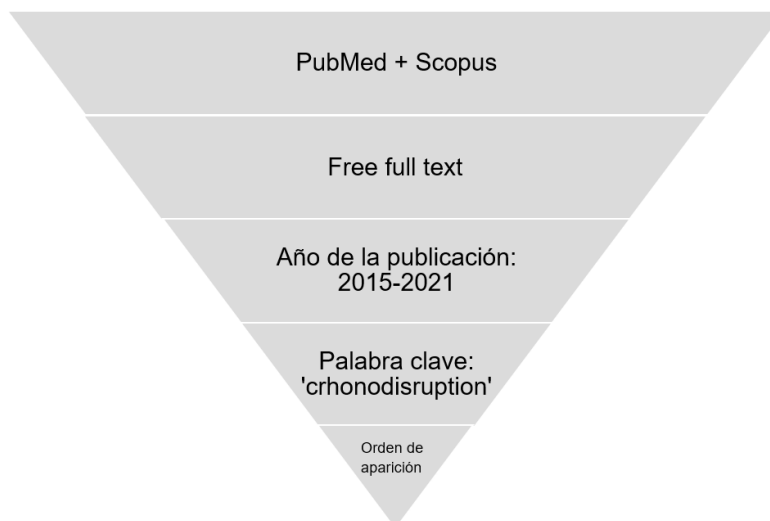 PubMed + Scopus
Free full text
Año de la publicación:
2015-2021
Palabra clave:
'crhonodisruption'
Orden de
aparición